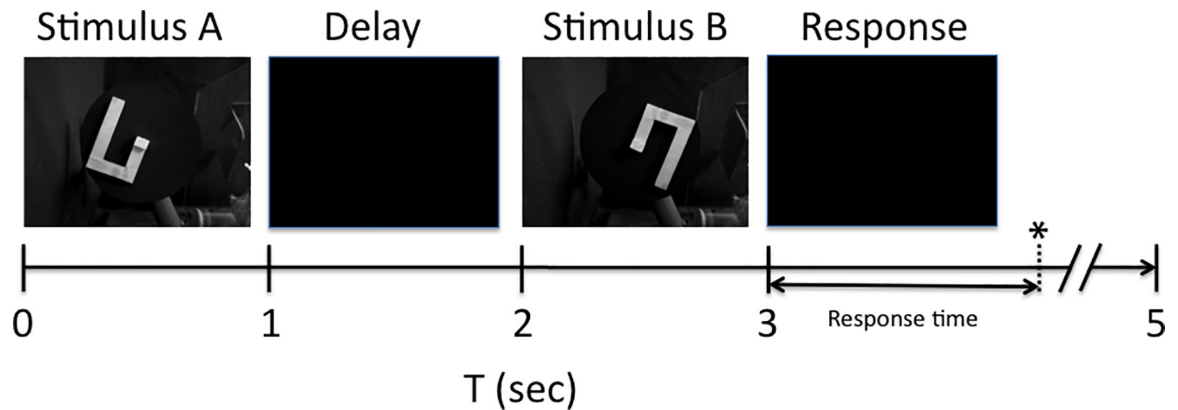 Stimulus A Delay Stimulus B Response
*
0 1 2 3 5
Response time
T (sec)